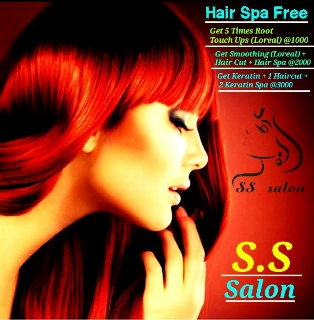 Hair Spa Free
Get 5 Times Root
Touch Ups (Loreal) @1000
Get Smoothing (Loreal) +
Hair Cut + Hair Spa @2000
Get Keratin + 1 Haircut +
2 Keratin Spa @3000
SS salon
S.S
Salon